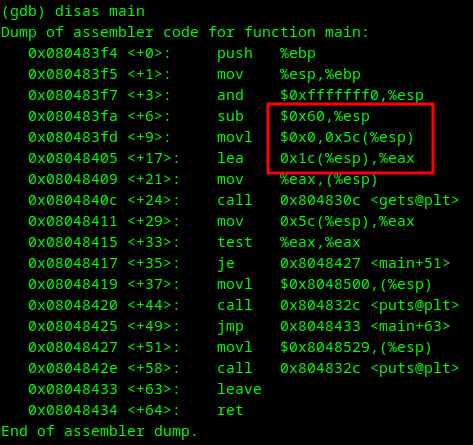 (gdb) disas main
Dump of assembler code for function main:
   0x080483f4 <+0>:     push   %ebp
   0x080483f5 <+1>:     mov    %esp,%ebp
   0x080483f7 <+3>:     and    $0xfffffff0,%esp
   0x080483fa <+6>:     sub    $0x60,%esp
   0x080483fd <+9>:     movl   $0x0,0x5c(%esp)
   0x08048405 <+17>:    lea    0x1c(%esp),%eax
   0x08048409 <+21>:    mov    %eax,(%esp)
   0x0804840c <+24>:    call   0x804830c <gets@plt>
   0x08048411 <+29>:    mov    0x5c(%esp),%eax
   0x08048415 <+33>:    test   %eax,%eax
   0x08048417 <+35>:    je     0x8048427 <main+51>
   0x08048419 <+37>:    movl   $0x8048500,(%esp)
   0x08048420 <+44>:    call   0x804832c <puts@plt>
   0x08048425 <+49>:    jmp    0x8048433 <main+63>
   0x08048427 <+51>:    movl   $0x8048529,(%esp)
   0x0804842e <+58>:    call   0x804832c <puts@plt>
   0x08048433 <+63>:    leave
   0x08048434 <+64>:    ret
End of assembler dump.